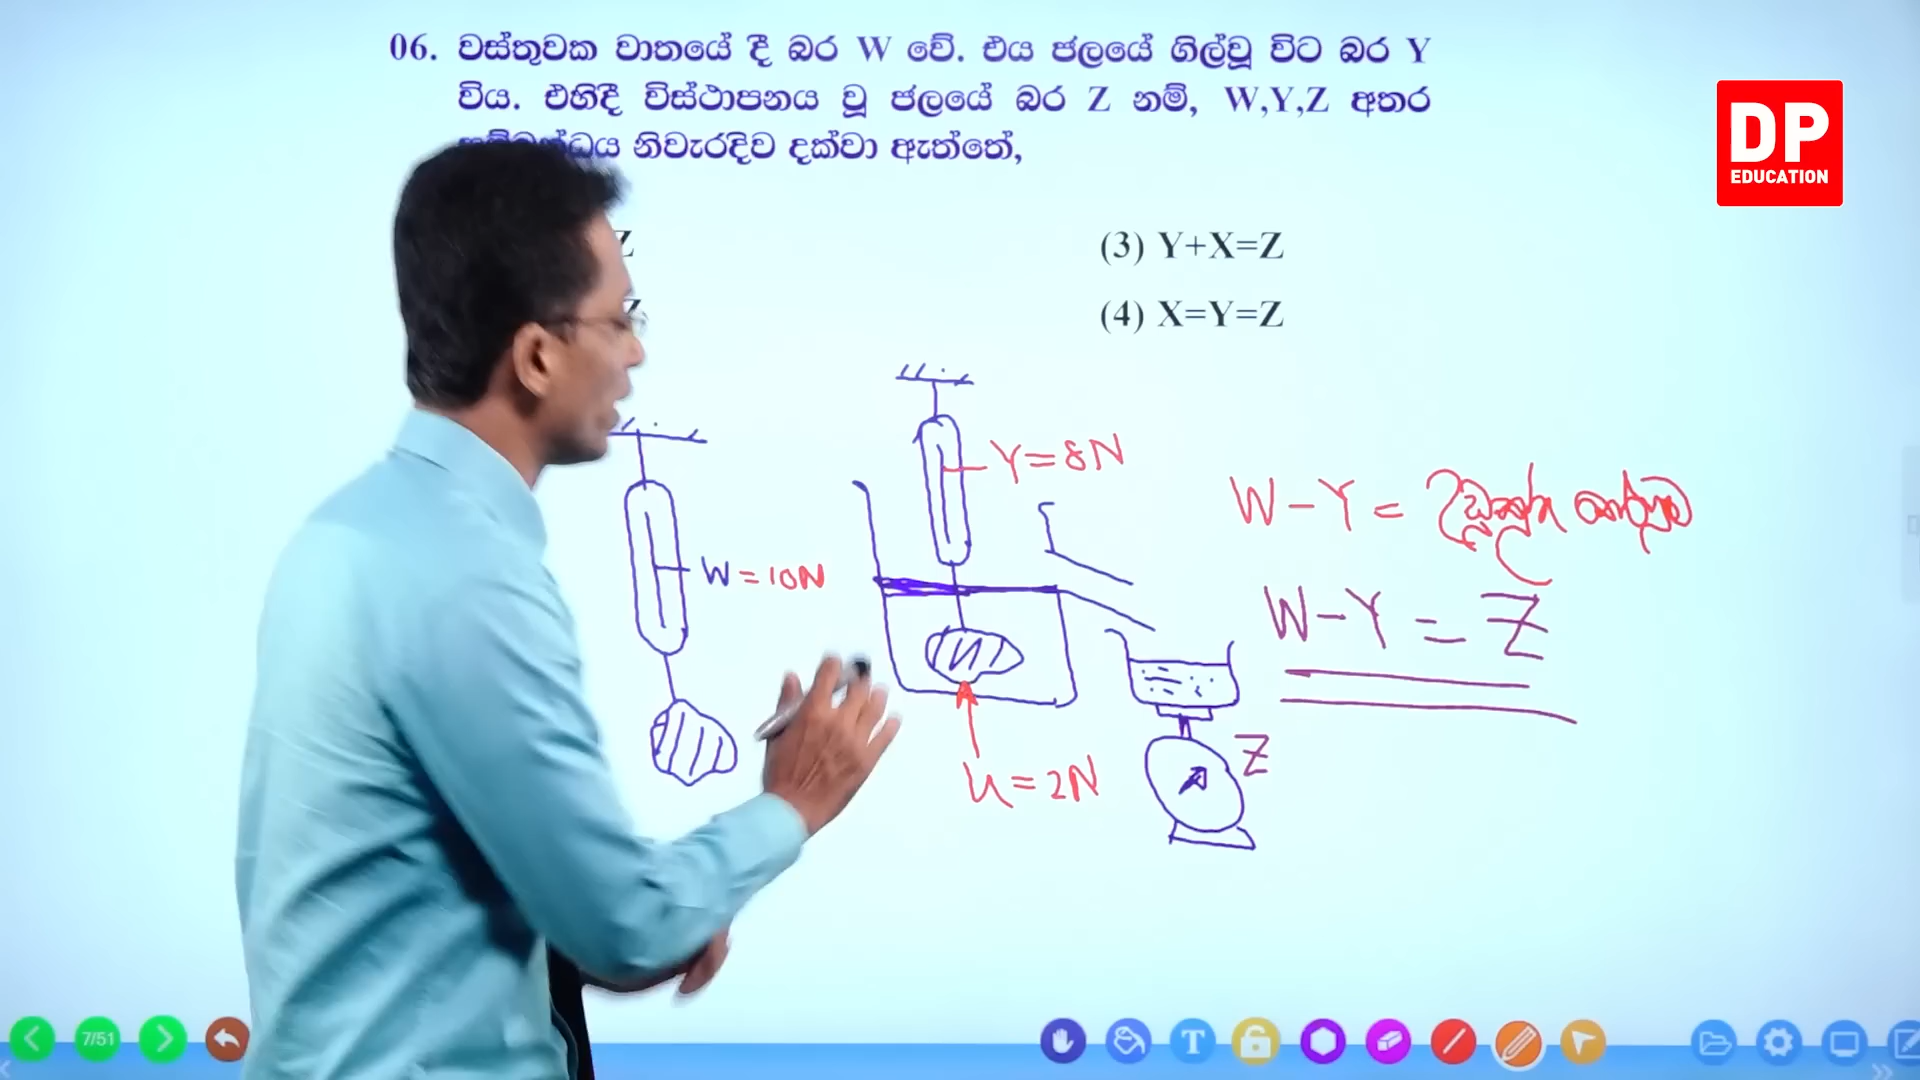 06. වස්තුවක වාතයේ දී බර W වේ. එය ජලයේ ගිල්වූ විට බර Y
විය. එහිදී විස්ථාපනය වූ ජලයේ බර Z නම්, W,Y,Z අතර
නිවැරදිව දක්වා ඇත්තේ,
DP
EDUCATION
Z
(3) Y+X=Z
Z
(4) X=Y=Z
Y=8N
W=10N
W-Y=
W-Y=Z
U=2N
Z
7/51
T